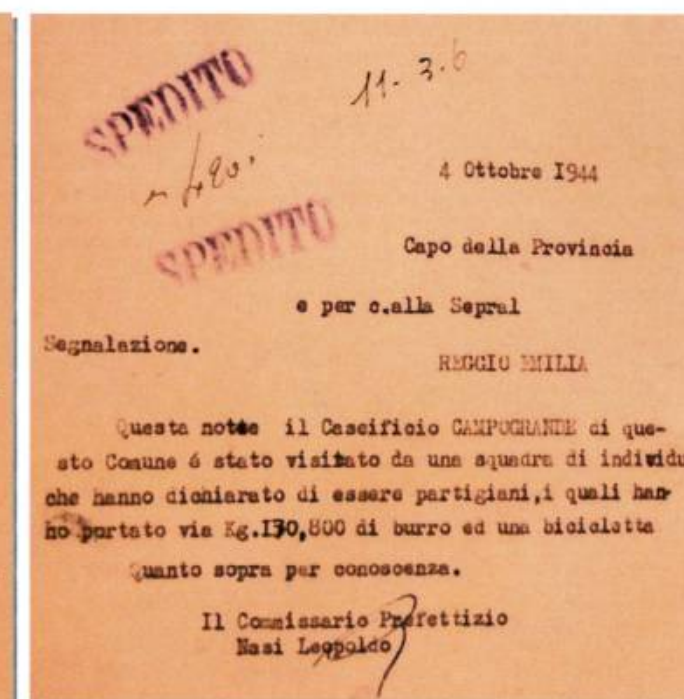 SPEDITO
11-3-6
SPEDITO
4 Ottobre I944
Capo della Provincia
e per c.alla Sepral
Segnalazione.
REGGIO EMILIA
Questa notte il Caseificio CAMPOGRANDE di que-
sto Comune é stato visitato da una squadra di individu
che hanno dichiarato di essere partigiani,i quali han-
no portato via Kg.I30,800 di burro ed una bicicletta
Quanto sopra per conoscenza.
Il Commissario Prefettizio
Nasi Leopoldo